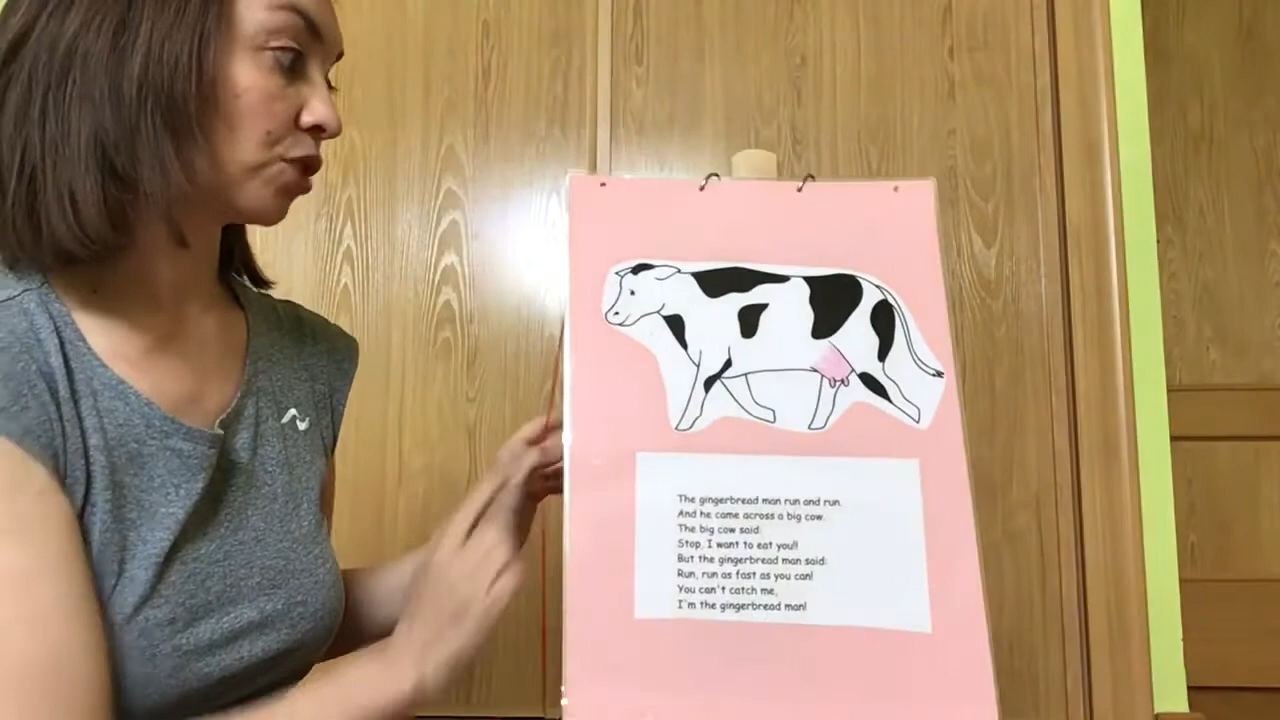 The gingerbread man run and run.
And he came across a big cow.
The big cow said:
Stop, I want to eat you!!
But the gingerbread man said:
Run, run as fast as you can!
You can't catch me,
I'm the gingerbread man!